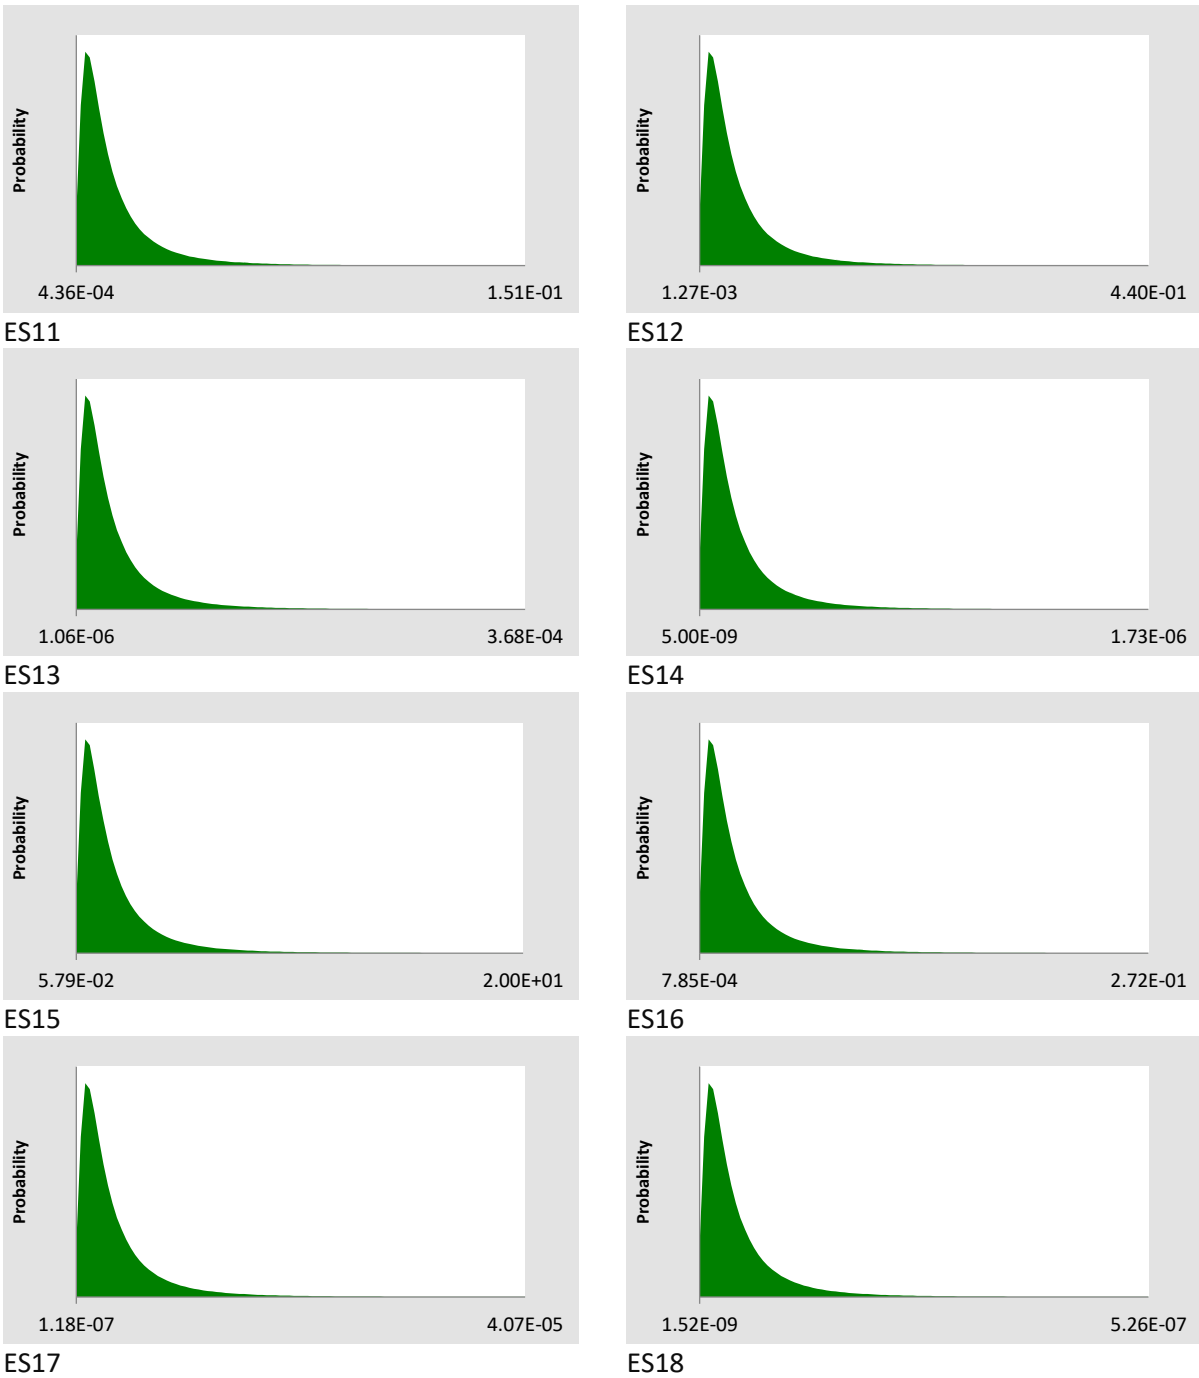 Probability
4.36E-04 1.51E-01
ES11
Probability
1.27E-03 4.40E-01
ES12
Probability
1.06E-06 3.68E-04
ES13
Probability
5.00E-09 1.73E-06
ES14
Probability
5.79E-02 2.00E+01
ES15
Probability
7.85E-04 2.72E-01
ES16
Probability
1.18E-07 4.07E-05
ES17
Probability
1.52E-09 5.26E-07
ES18